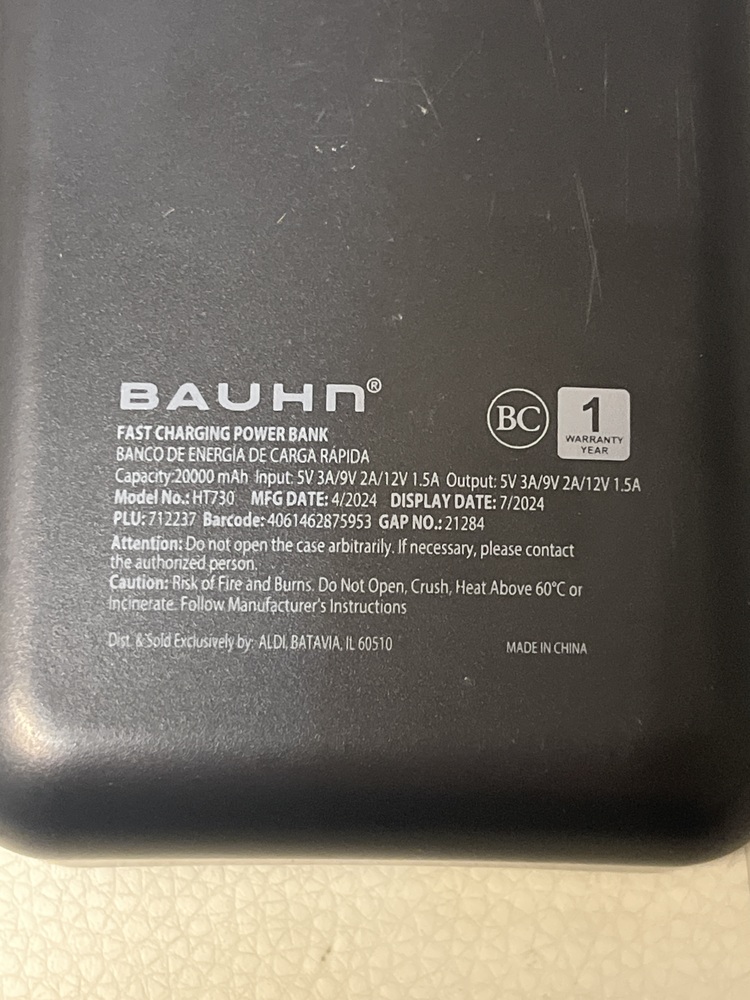 BAUHN®
BC
1
WARRANTY
YEAR
FAST CHARGING POWER BANK
BANCO DE ENERGÍA DE CARGA RÁPIDA
Capacity:20000 mAh Input: 5V 3A/9V 2A/12V 1.5A Output: 5V 3A/9V 2A/12V 1.5A
Model No.: HT730 MFG DATE: 4/2024 DISPLAY DATE: 7/2024
PLU: 712237 Barcode: 4061462875953 GAP NO.: 21284
Attention: Do not open the case arbitrarily. If necessary, please contact
the authorized person.
Caution: Risk of Fire and Burns. Do Not Open, Crush, Heat Above 60°C or
Incinerate. Follow Manufacturer's Instructions
Dist. & Sold Exclusively by: ALDI, BATAVIA, IL 60510
MADE IN CHINA